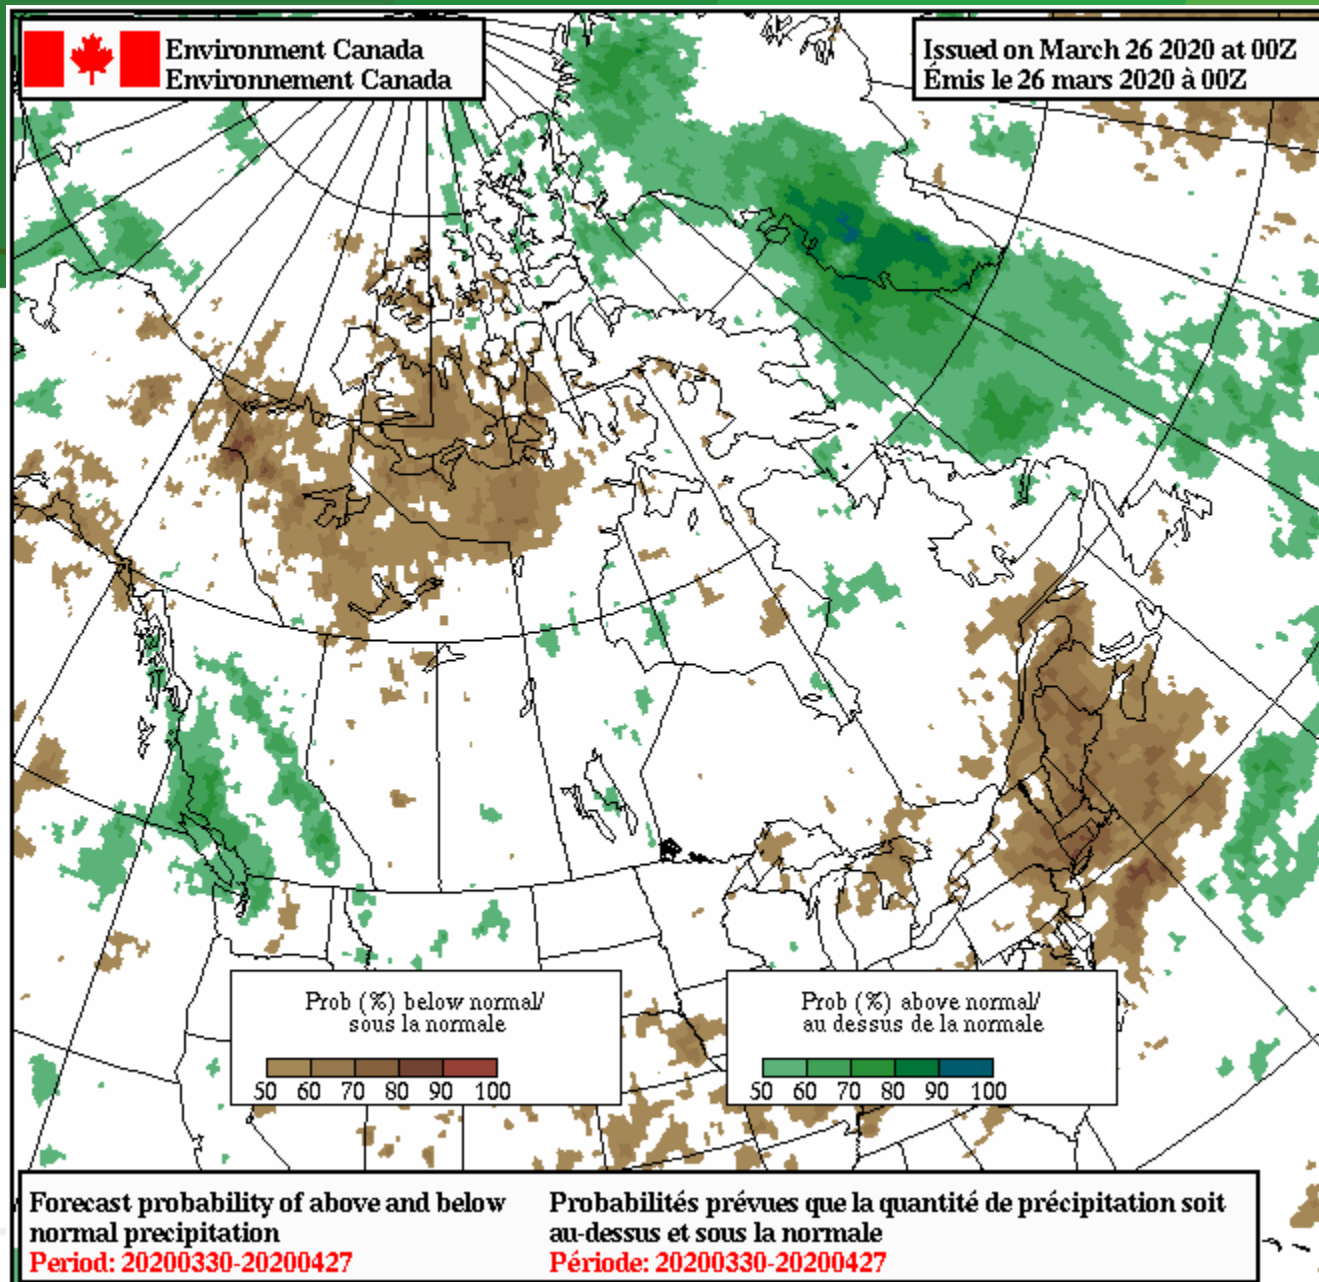 Environment Canada
Environnement Canada
Issued on March 26 2020 at 00Z
Émis le 26 mars 2020 à 00Z
Prob (%) below normal/
sous la normale
50 60 70 80 90 100
Prob (%) above normal/
au dessus de la normale
50 60 70 80 90 100
Forecast probability of above and below
normal precipitation
Period: 20200330-20200427
Probabilités prévues que la quantité de précipitation soit
au-dessus et sous la normale
Période: 20200330-20200427